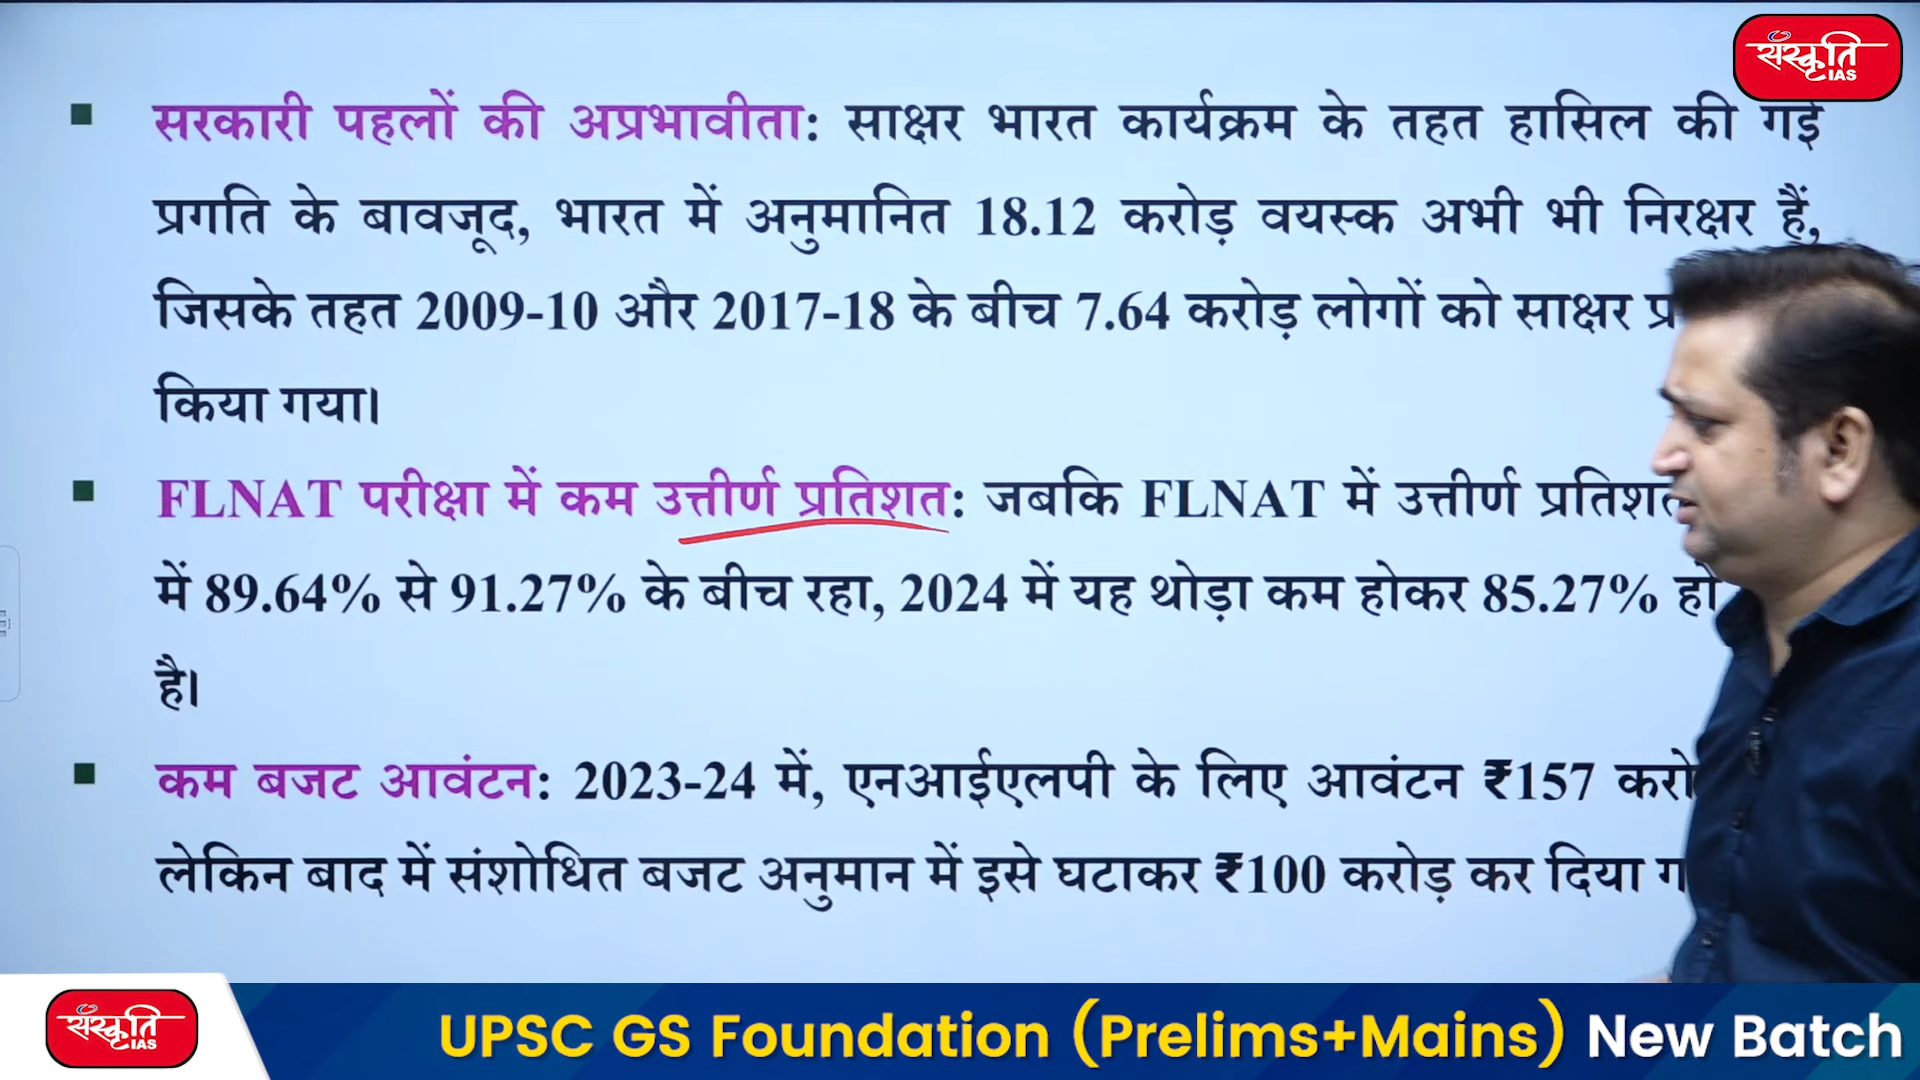 संस्कृति
IAS
सरकारी पहलों की अप्रभावीता: साक्षर भारत कार्यक्रम के तहत हासिल की गई
प्रगति के बावजूद, भारत में अनुमानित 18.12 करोड़ वयस्क अभी भी निरक्षर हैं,
जिसके तहत 2009-10 और 2017-18 के बीच 7.64 करोड़ लोगों को साक्षर
किया गया।
FLNAT परीक्षा में कम उत्तीर्ण प्रतिशत: जबकि FLNAT में उत्तीर्ण
में 89.64% से 91.27% के बीच रहा, 2024 में यह थोड़ा कम होकर 85.27% हो
है।
कम बजट आवंटन: 2023-24 में, एनआईएलपी के लिए आवंटन ₹157
लेकिन बाद में संशोधित बजट अनुमान में इसे घटाकर ₹100 करोड़ कर दिया
संस्कृति
IAS
UPSC GS Foundation (Prelims+Mains) New Batch